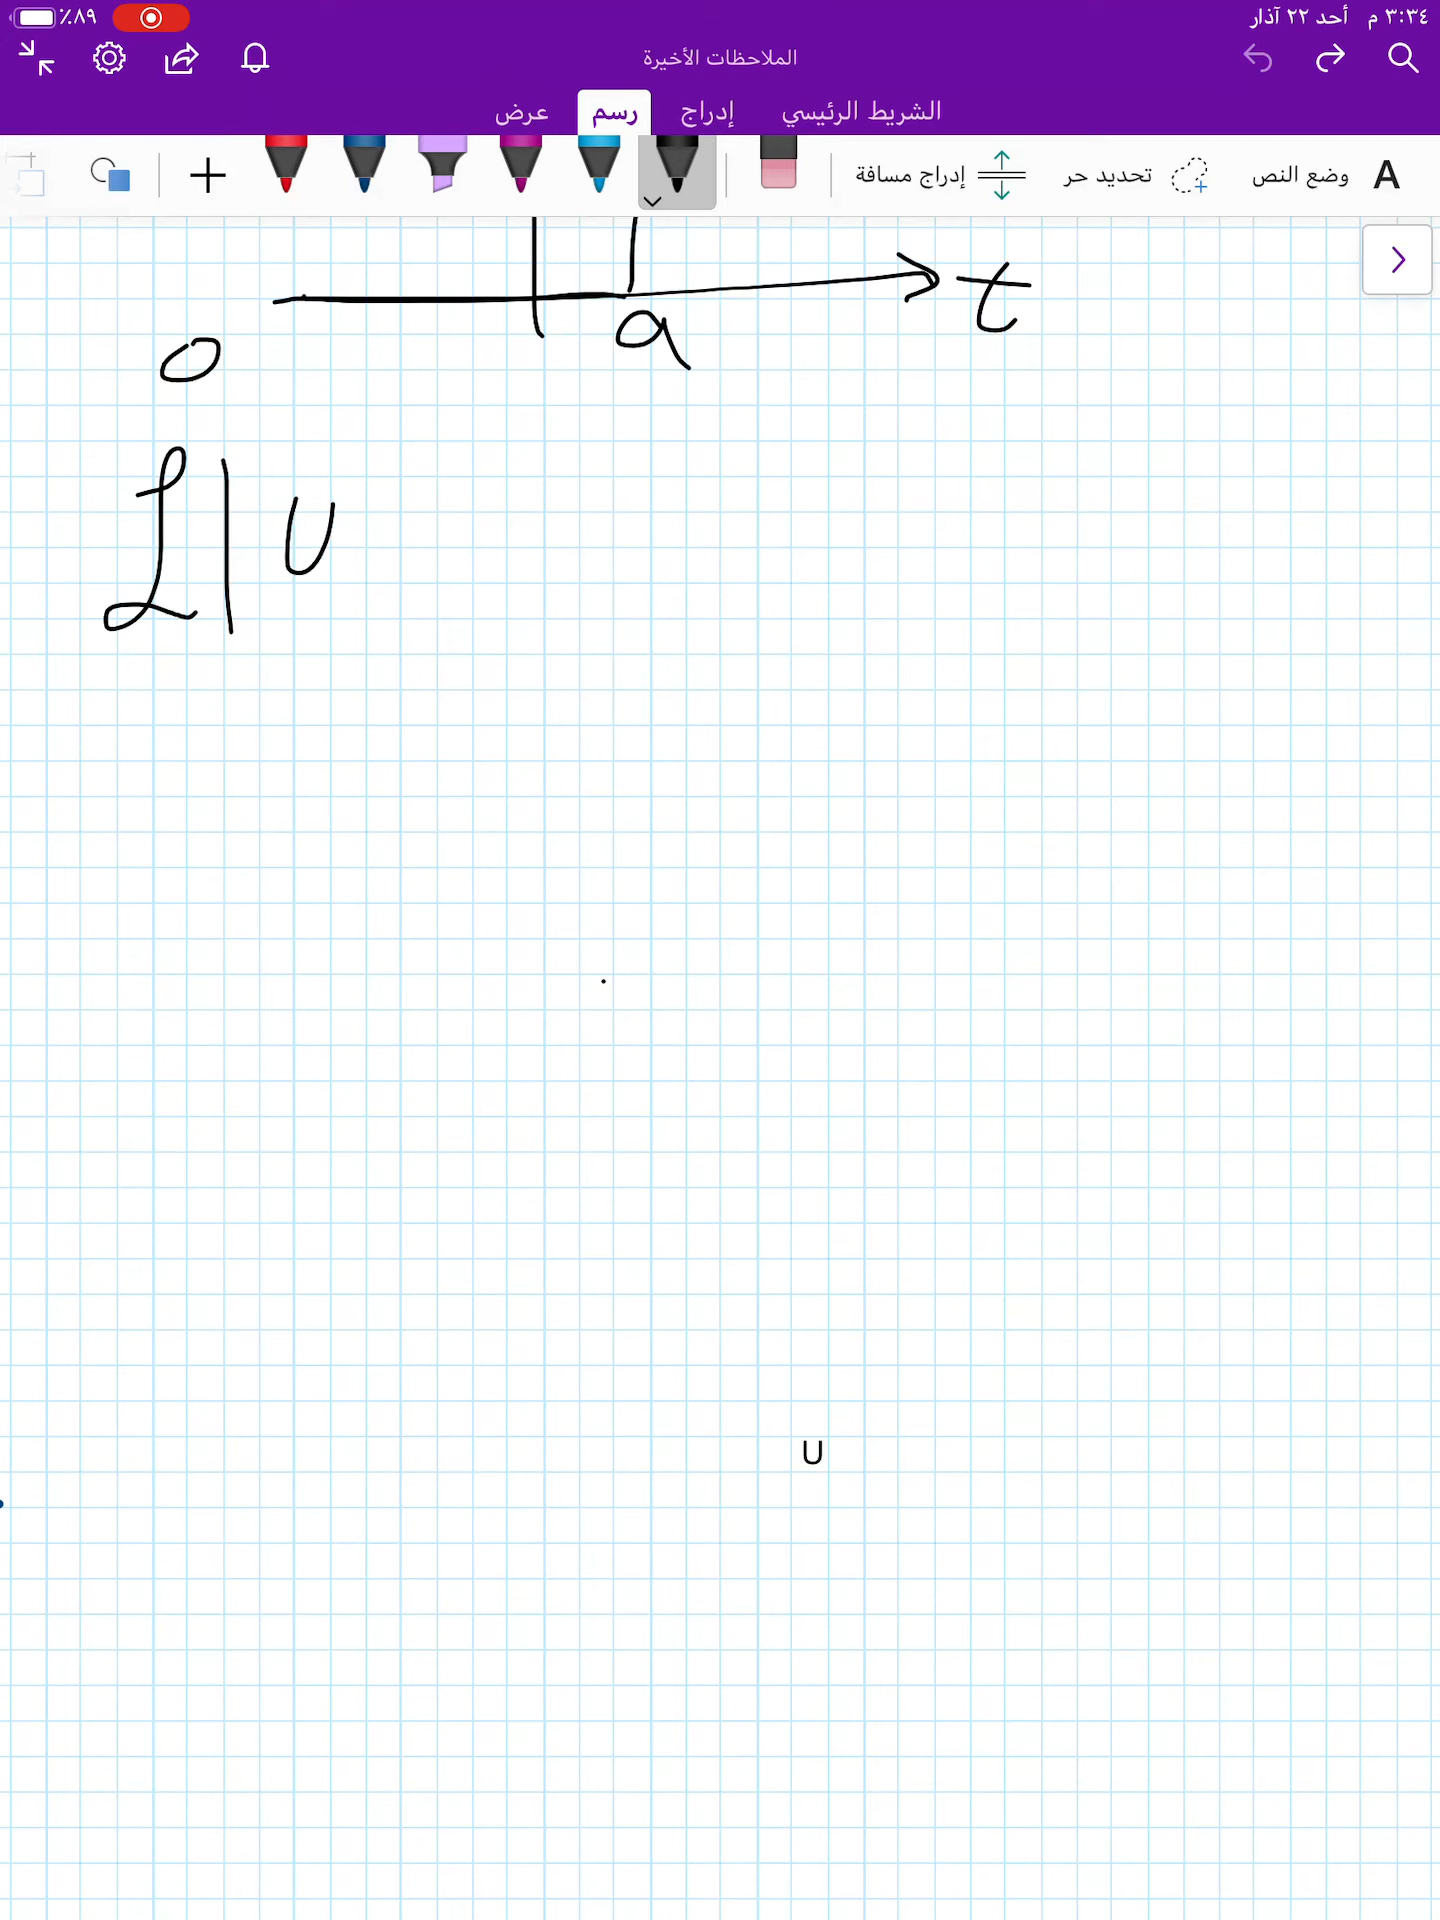 ٪٨٩
٣:٣٤ م أحد ٢٢ آذار
الملاحظات الأخيرة
الشريط الرئيسي إدراج رسم عرض
A وضع النص تحديد حر إدراج مسافة
t
a
0
ℒ| U
U